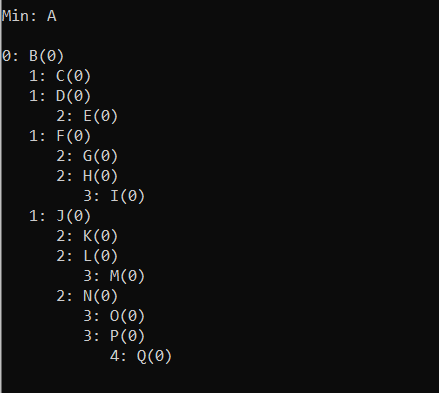 Min: A
0: B(0)
1: C(0)
1: D(0)
2: E(0)
1: F(0)
2: G(0)
2: H(0)
3: I(0)
1: J(0)
2: K(0)
2: L(0)
3: M(0)
2: N(0)
3: O(0)
3: P(0)
4: Q(0)